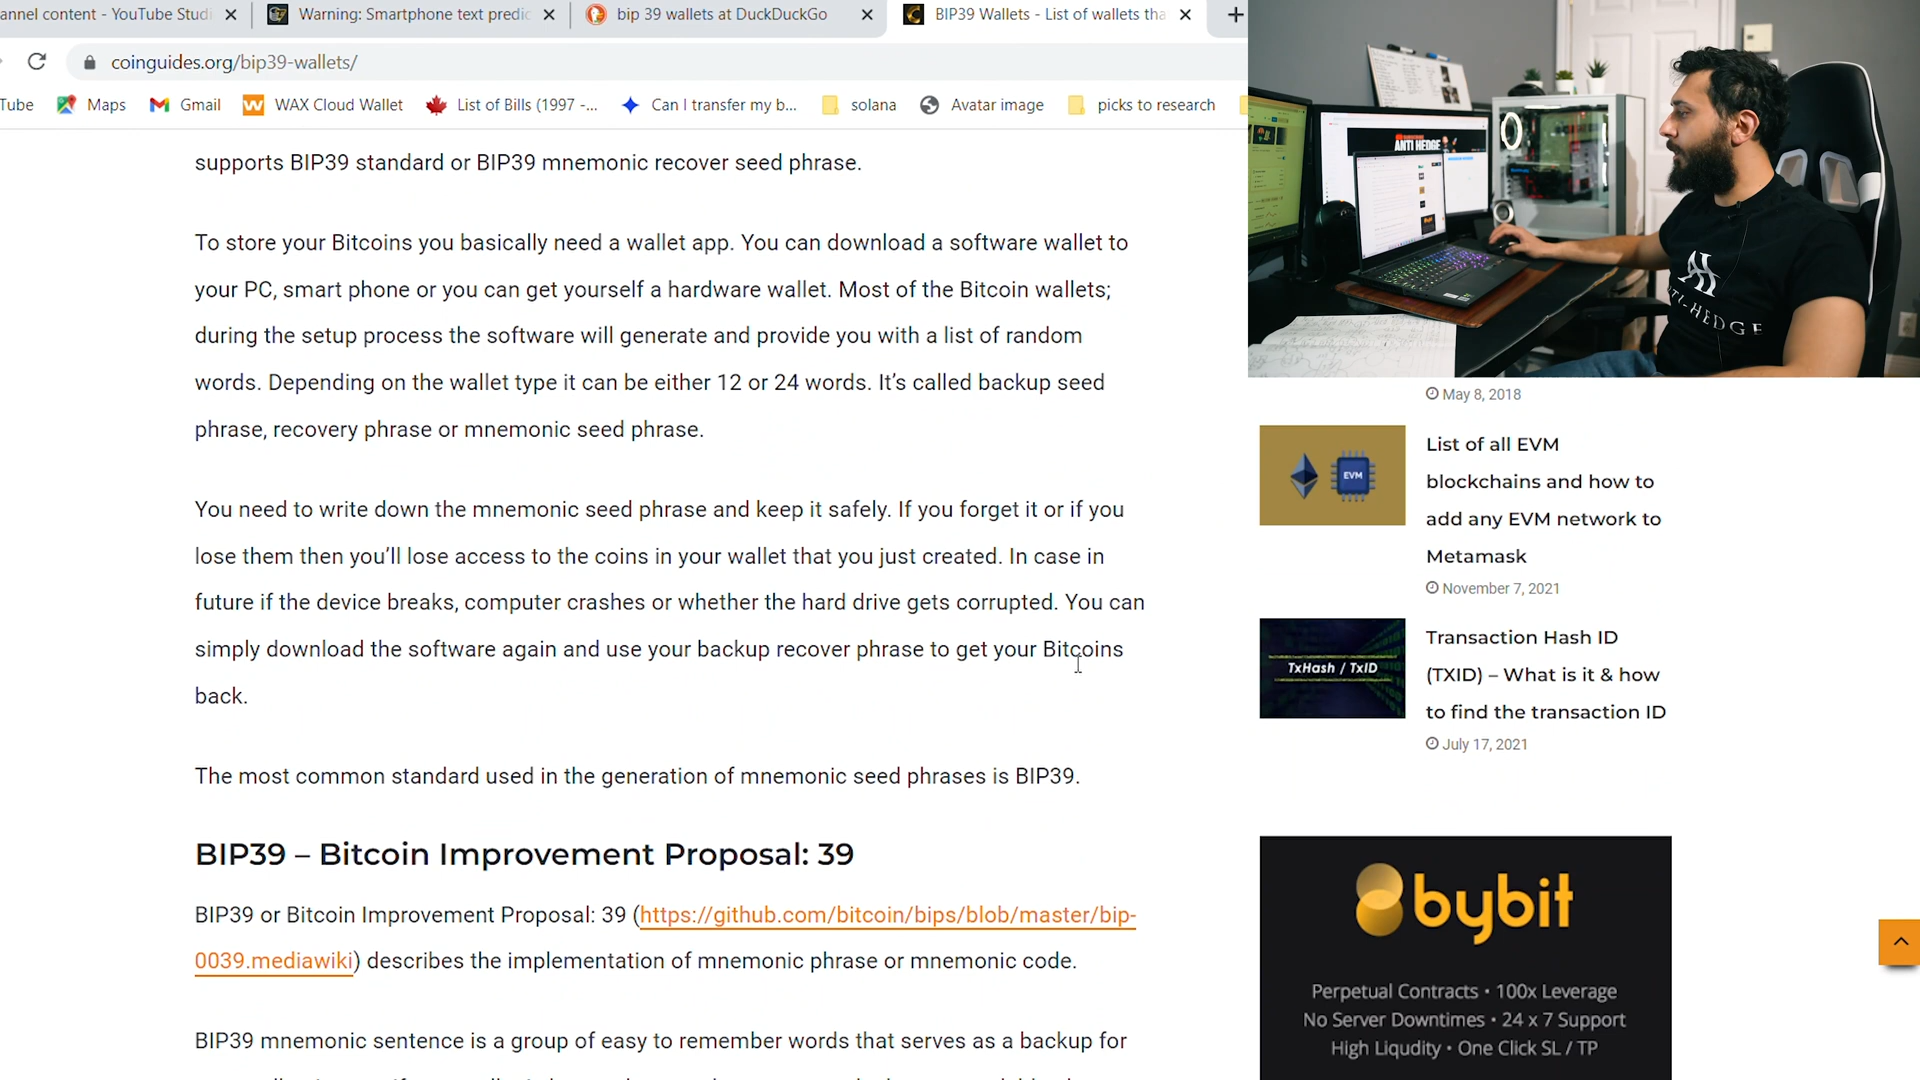 annel content - YouTube Studi
Warning: Smartphone text predic
bip 39 wallets at DuckDuckGo
BIP39 Wallets - List of wallets tha
coinguides.org/bip39-wallets/
Tube
Maps
Gmail
WAX Cloud Wallet
List of Bills (1997 -...
Can I transfer my b...
solana
Avatar image
picks to research
supports BIP39 standard or BIP39 mnemonic recover seed phrase.
To store your Bitcoins you basically need a wallet app. You can download a software wallet to
your PC, smart phone or you can get yourself a hardware wallet. Most of the Bitcoin wallets;
during the setup process the software will generate and provide you with a list of random
words. Depending on the wallet type it can be either 12 or 24 words. It’s called backup seed
phrase, recovery phrase or mnemonic seed phrase.
You need to write down the mnemonic seed phrase and keep it safely. If you forget it or if you
lose them then you’ll lose access to the coins in your wallet that you just created. In case in
future if the device breaks, computer crashes or whether the hard drive gets corrupted. You can
simply download the software again and use your backup recover phrase to get your Bitcoins
back.
The most common standard used in the generation of mnemonic seed phrases is BIP39.
BIP39 – Bitcoin Improvement Proposal: 39
BIP39 or Bitcoin Improvement Proposal: 39 (https://github.com/bitcoin/bips/blob/master/bip-
0039.mediawiki) describes the implementation of mnemonic phrase or mnemonic code.
BIP39 mnemonic sentence is a group of easy to remember words that serves as a backup for
ANTI HEDGE
TI-HEDGE
May 8, 2018
EVM
List of all EVM
blockchains and how to
add any EVM network to
Metamask
November 7, 2021
TxHash / TxID
Transaction Hash ID
(TXID) – What is it & how
to find the transaction ID
July 17, 2021
bybit
Perpetual Contracts • 100x Leverage
No Server Downtimes • 24 x 7 Support
High Liqudity • One Click SL / TP